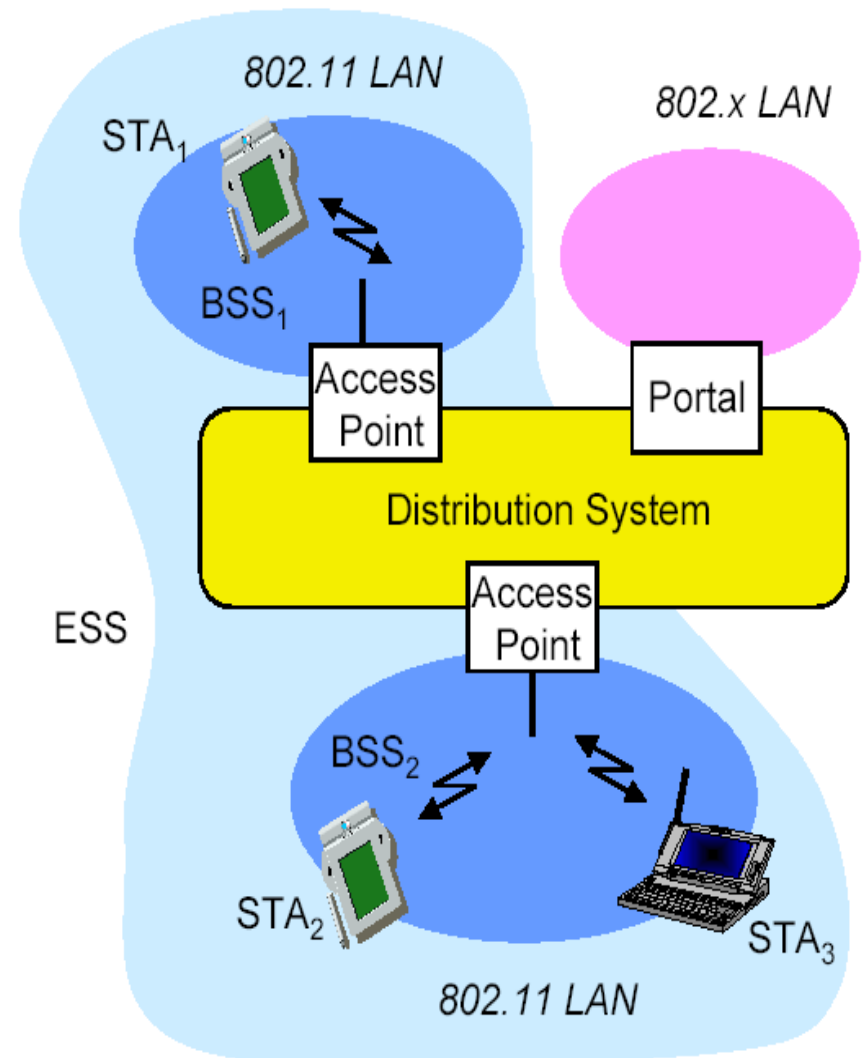 802.11 LAN
802.x LAN
STA₁
BSS₁
Access
Point
Portal
Distribution System
Access
Point
ESS
BSS₂
STA₂
STA₃
802.11 LAN